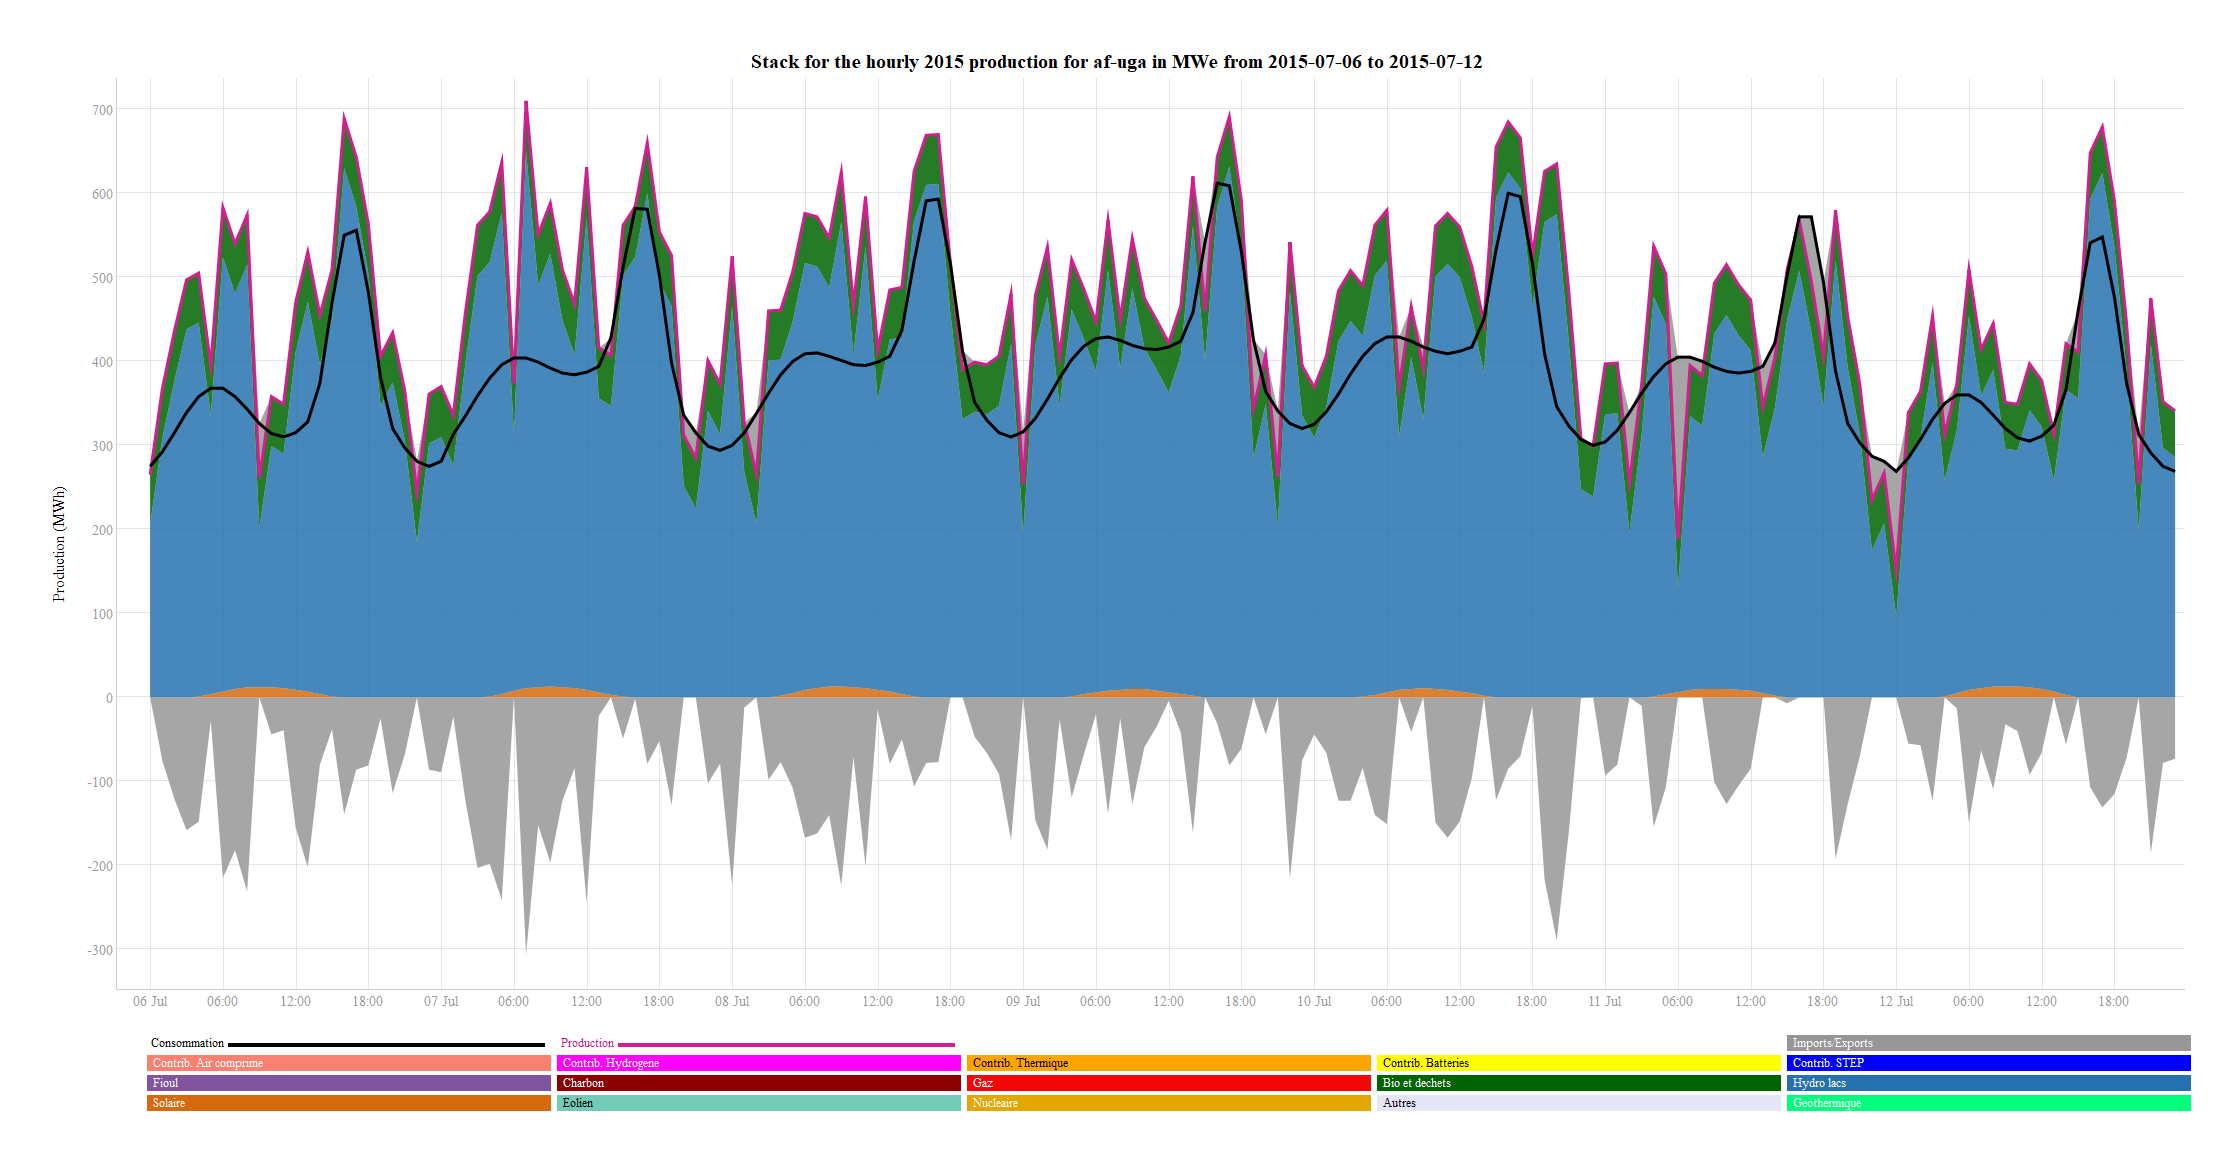 Stack for the hourly 2015 production for af-uga in MWe from 2015-07-06 to 2015-07-12
700
600
500
400
300
200
100
0
-100
-200
-300
Production (MWh)
06 Jul 06:00 12:00 18:00 07 Jul 06:00 12:00 18:00 08 Jul 06:00 12:00 18:00 09 Jul 06:00 12:00 18:00 10 Jul 06:00 12:00 18:00 11 Jul 06:00 12:00 18:00 12 Jul 06:00 12:00 18:00
Consommation Production Imports/Exports
Contrib. Air comprime Contrib. Hydrogene Contrib. Thermique Contrib. Batteries Contrib. STEP
Fioul Charbon Gaz Bio et dechets Hydro lacs
Solaire Eolien Nucleaire Autres Geothermique